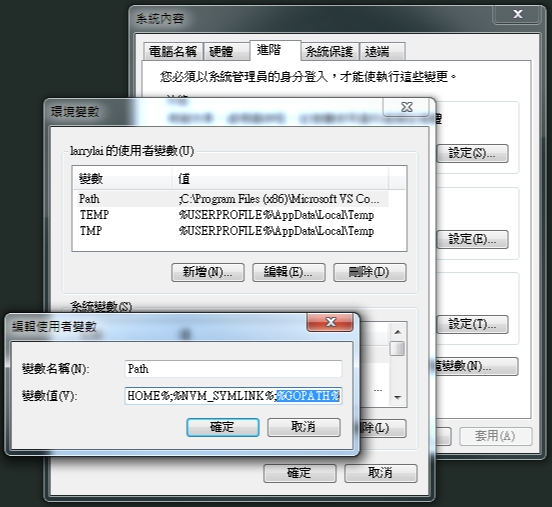 系統內容
電腦名稱 硬體 進階 系統保護 遠端
您必須以系統管理員的身分登入，才能使執行這些變更。
設定(S)...
設定(E)...
設定(T)...
變數(N)...
套用(A)
環境變數
larrylai 的使用者變數(U)
變數 值
Path ;C:\Program Files (x86)\Microsoft VS Co...
TEMP %USERPROFILE%\AppData\Local\Temp
TMP %USERPROFILE%\AppData\Local\Temp
新增(N)... 編輯(E)... 刪除(D)
系統變數(S)
...
除(L)
確定 取消
編輯使用者變數
變數名稱(N): Path
變數值(V): HOME%;%NVM_SYMLINK%;%GOPATH%
確定 取消